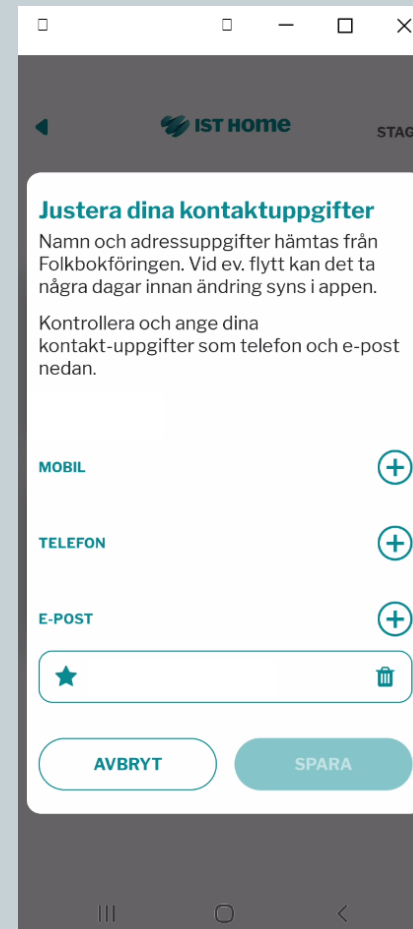 IST Home
STAG
Justera dina kontaktuppgifter
Namn och adressuppgifter hämtas från
Folkbokföringen. Vid ev. flytt kan det ta
några dagar innan ändring syns i appen.
Kontrollera och ange dina
kontakt-uppgifter som telefon och e-post
nedan.
MOBIL
TELEFON
E-POST
AVBRYT
SPARA